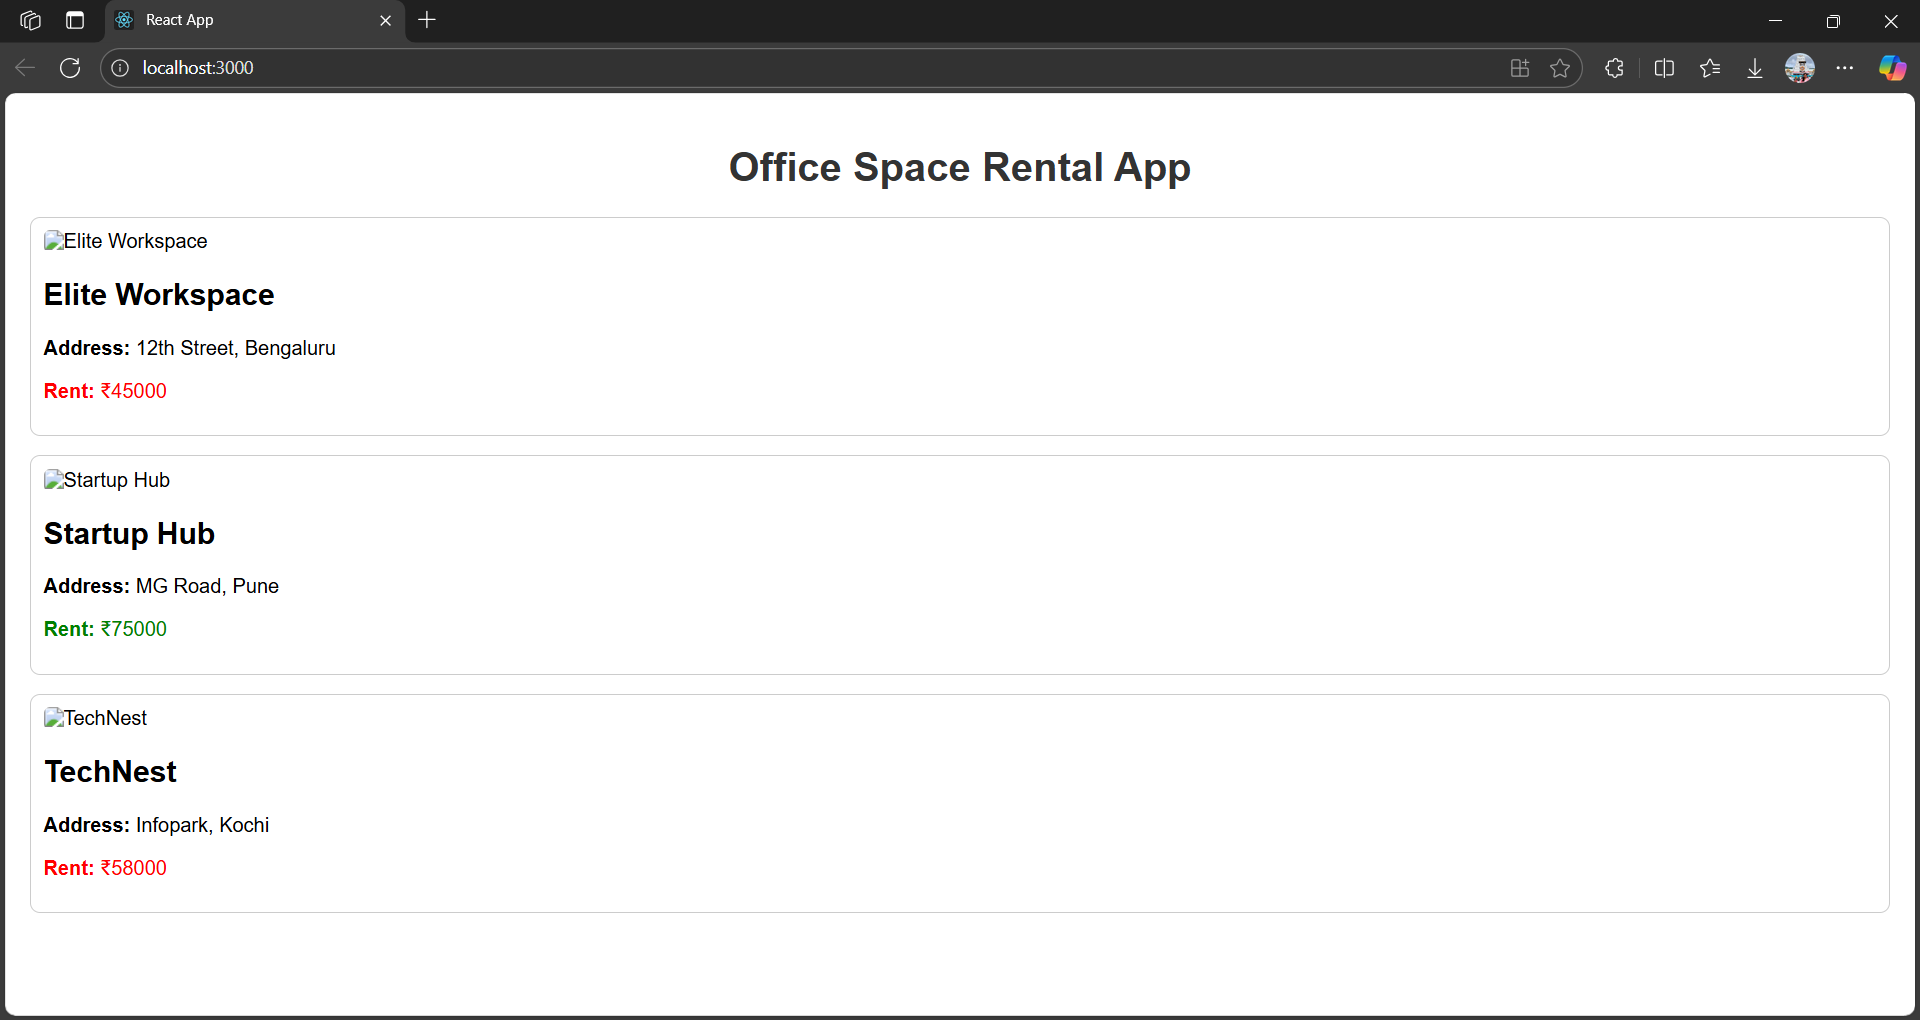 React App
localhost:3000
Office Space Rental App
Elite Workspace
Elite Workspace
Address: 12th Street, Bengaluru
Rent: ₹45000
Startup Hub
Startup Hub
Address: MG Road, Pune
Rent: ₹75000
TechNest
TechNest
Address: Infopark, Kochi
Rent: ₹58000